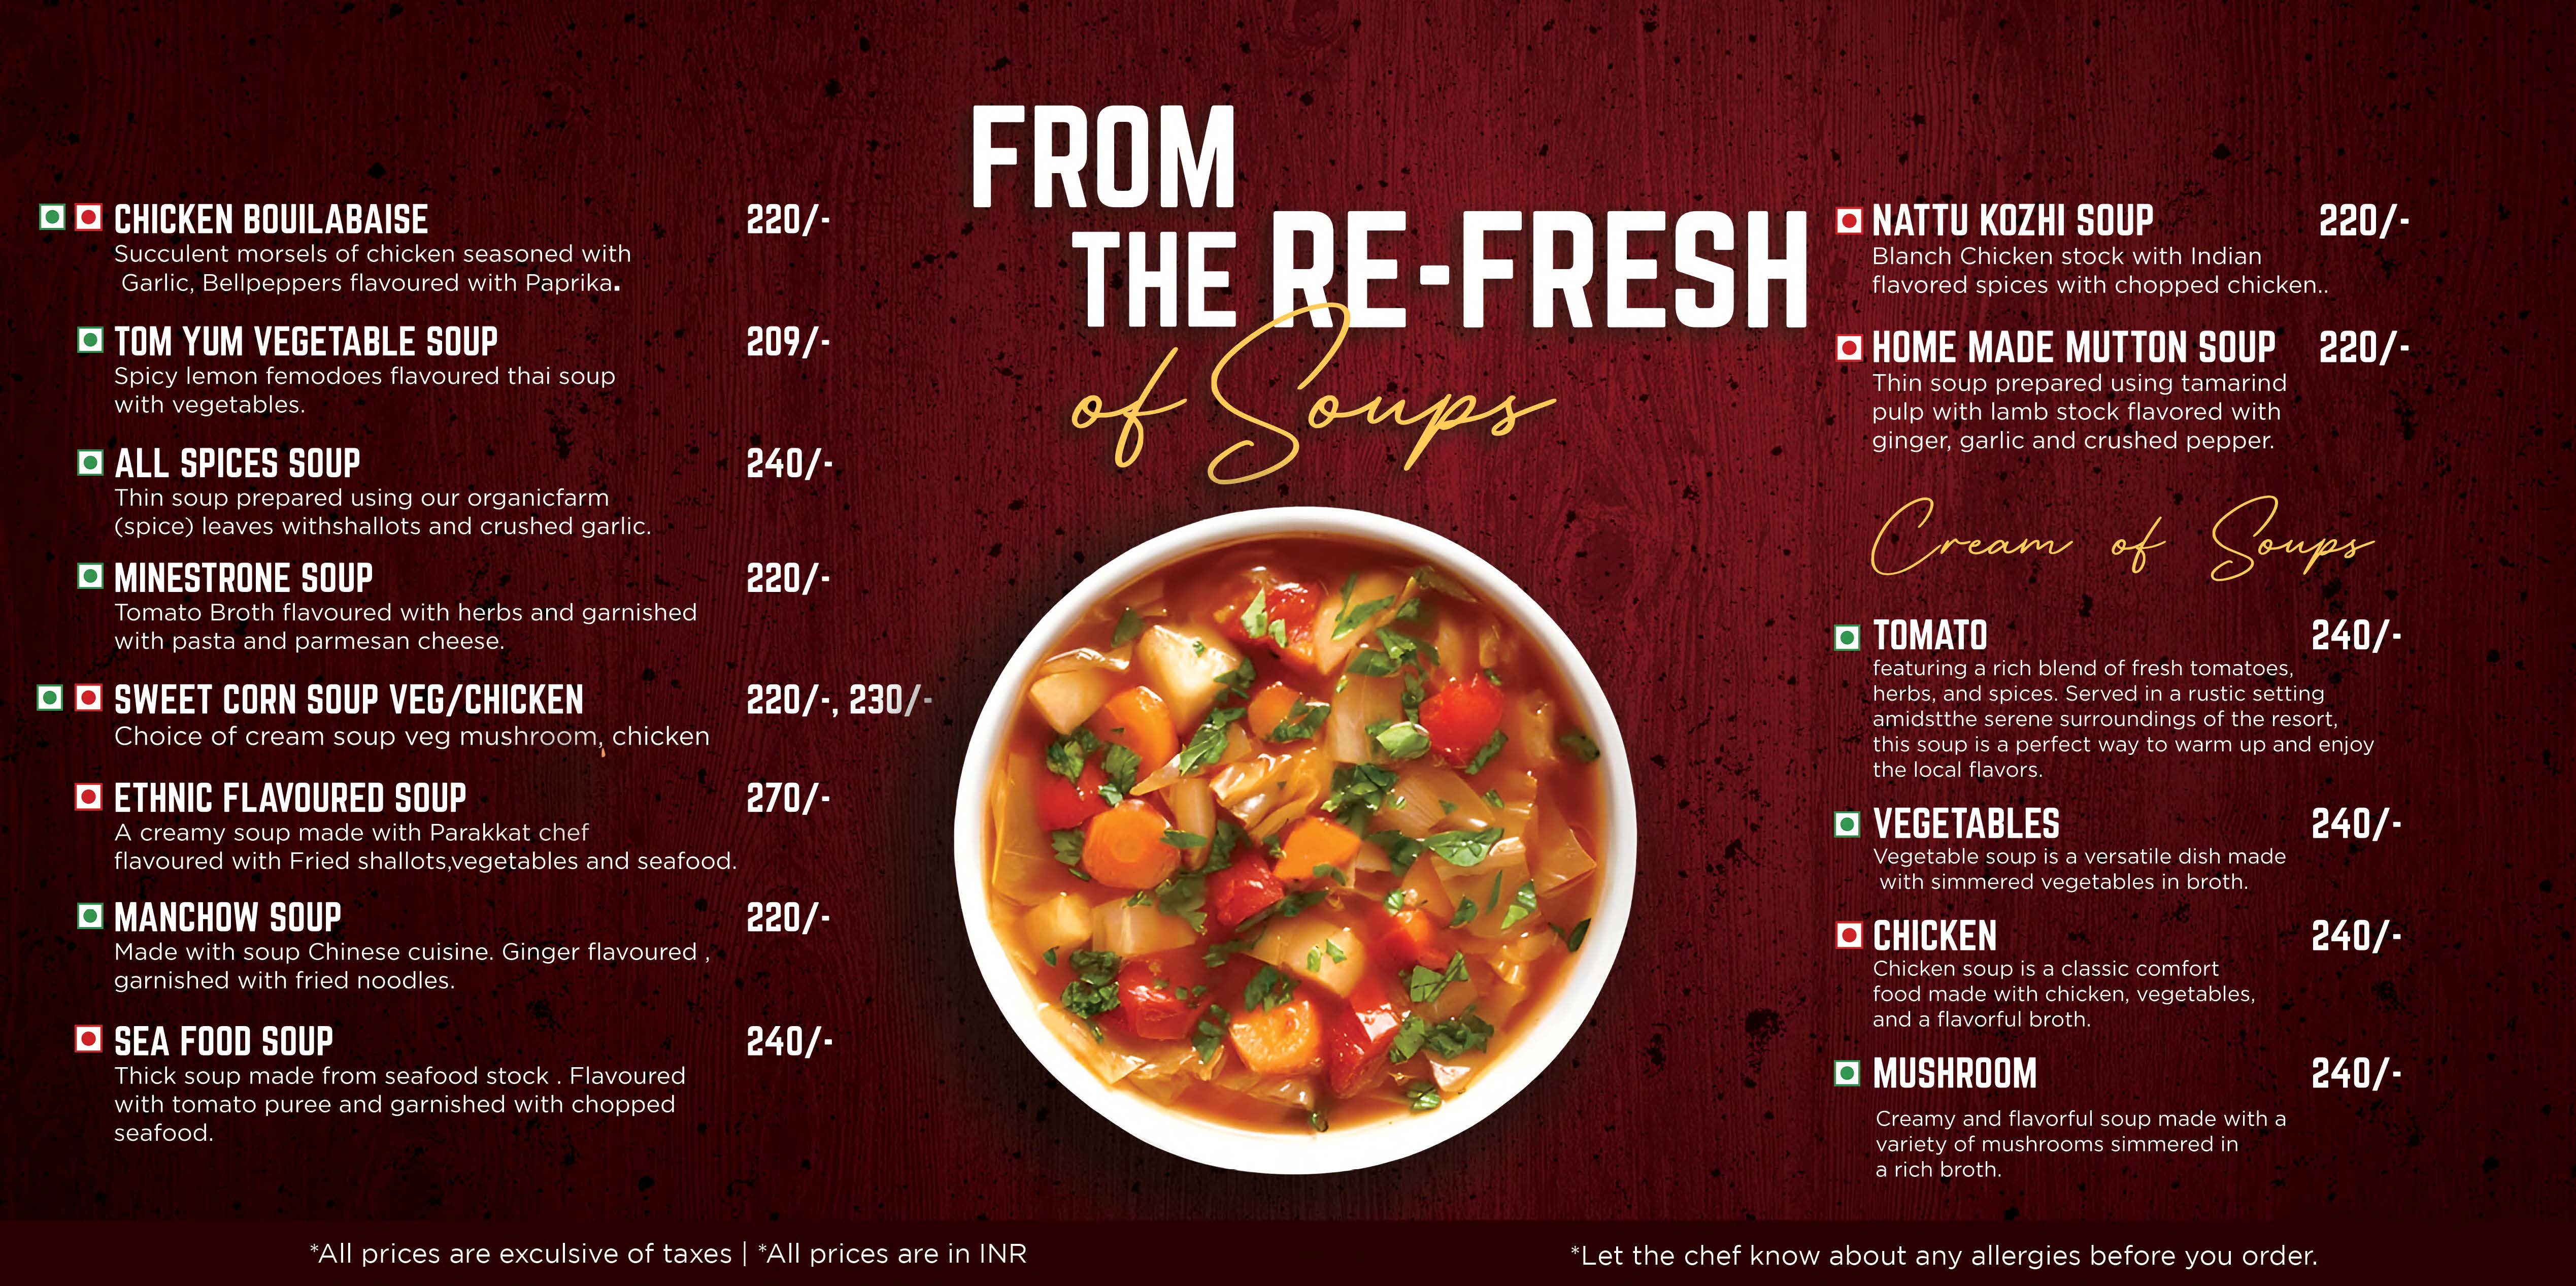 FROM
THE RE-FRESH
of Soups
CHICKEN BOUILABAISE 220/-
Succulent morsels of chicken seasoned with
Garlic, Bellpeppers flavoured with Paprika.
TOM YUM VEGETABLE SOUP 209/-
Spicy lemon femodoes flavoured thai soup
with vegetables.
ALL SPICES SOUP 240/-
Thin soup prepared using our organicfarm
(spice) leaves withshallots and crushed garlic.
MINESTRONE SOUP 220/-
Tomato Broth flavoured with herbs and garnished
with pasta and parmesan cheese.
SWEET CORN SOUP VEG/CHICKEN 220/-, 230/-
Choice of cream soup veg mushroom, chicken
ETHNIC FLAVOURED SOUP 270/-
A creamy soup made with Parakkat chef
flavoured with Fried shallots,vegetables and seafood.
MANCHOW SOUP 220/-
Made with soup Chinese cuisine. Ginger flavoured ,
garnished with fried noodles.
SEA FOOD SOUP 240/-
Thick soup made from seafood stock . Flavoured
with tomato puree and garnished with chopped
seafood.
NATTU KOZHI SOUP 220/-
Blanch Chicken stock with Indian
flavored spices with chopped chicken..
HOME MADE MUTTON SOUP 220/-
Thin soup prepared using tamarind
pulp with lamb stock flavored with
ginger, garlic and crushed pepper.
Cream of Soups
TOMATO 240/-
featuring a rich blend of fresh tomatoes,
herbs, and spices. Served in a rustic setting
amidstthe serene surroundings of the resort,
this soup is a perfect way to warm up and enjoy
the local flavors.
VEGETABLES 240/-
Vegetable soup is a versatile dish made
with simmered vegetables in broth.
CHICKEN 240/-
Chicken soup is a classic comfort
food made with chicken, vegetables,
and a flavorful broth.
MUSHROOM 240/-
Creamy and flavorful soup made with a
variety of mushrooms simmered in
a rich broth.
*All prices are exculsive of taxes | *All prices are in INR
*Let the chef know about any allergies before you order.